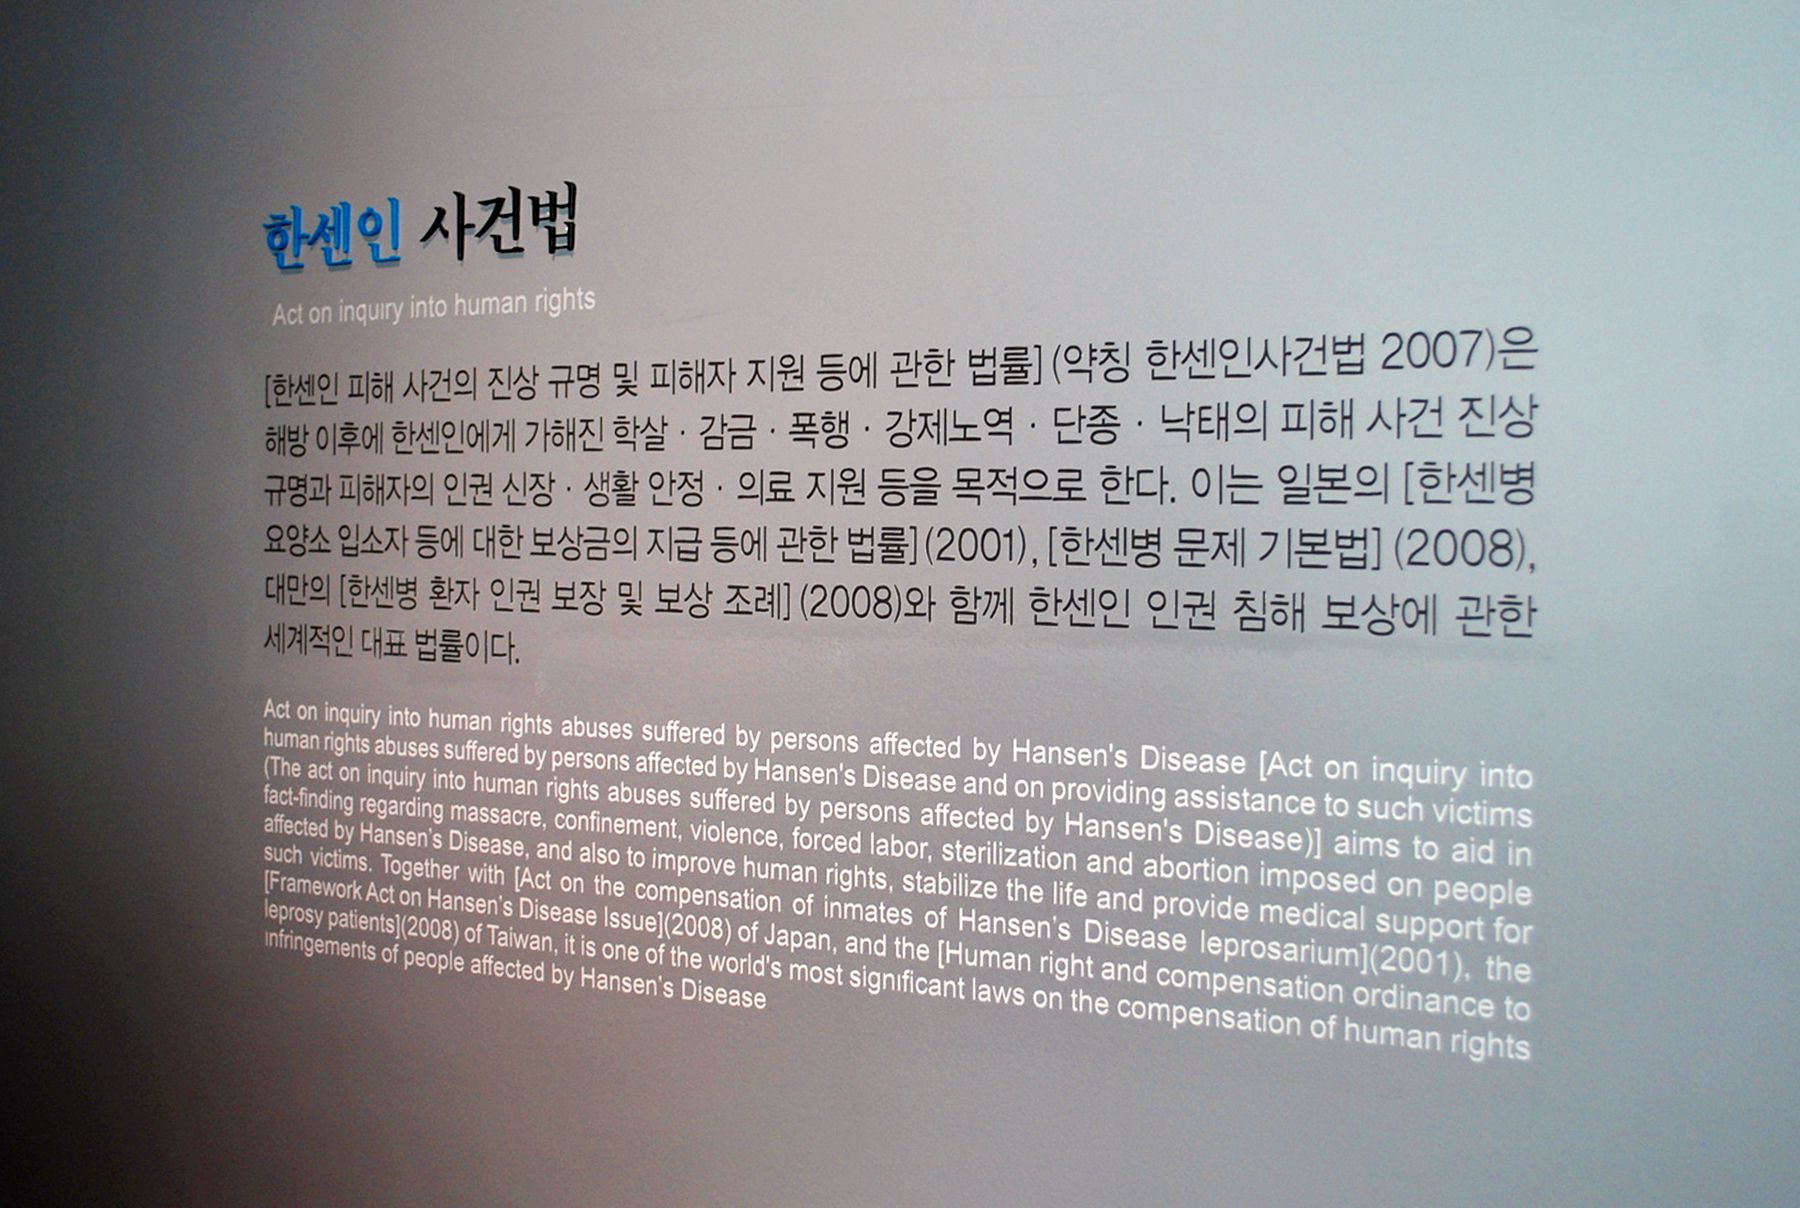 한센인 사건법
Act on inquiry into human rights
[한센인 피해 사건의 진상 규명 및 피해자 지원 등에 관한 법률](약칭 한센인사건법 2007)은
해방 이후에 한센인에게 가해진 학살 · 감금 · 폭행 · 강제노역 · 단종 · 낙태의 피해 사건 진상
규명과 피해자의 인권 신장 · 생활 안정 · 의료 지원 등을 목적으로 한다. 이는 일본의 [한센병
요양소 입소자 등에 대한 보상금의 지급 등에 관한 법률](2001), [한센병 문제 기본법] (2008),
대만의 [한센병 환자 인권 보장 및 보상 조례](2008)와 함께 한센인 인권 침해 보상에 관한
세계적인 대표 법률이다.
Act on inquiry into human rights abuses suffered by persons affected by Hansen's Disease [Act on inquiry into
human rights abuses suffered by persons affected by Hansen's Disease and on providing assistance to such victims
(The act on inquiry into human rights abuses suffered by persons affected by Hansen's Disease)] aims to aid in
fact-finding regarding massacre, confinement, violence, forced labor, sterilization and abortion imposed on people
affected by Hansen's Disease, and also to improve human rights, stabilize the life and provide medical support for
such victims. Together with [Act on the compensation of inmates of Hansen's Disease leprosarium](2001), the
[Framework Act on Hansen's Disease Issue](2008) of Japan, and the [Human right and compensation ordinance to
leprosy patients](2008) of Taiwan, it is one of the world's most significant laws on the compensation of human rights
infringements of people affected by Hansen's Disease